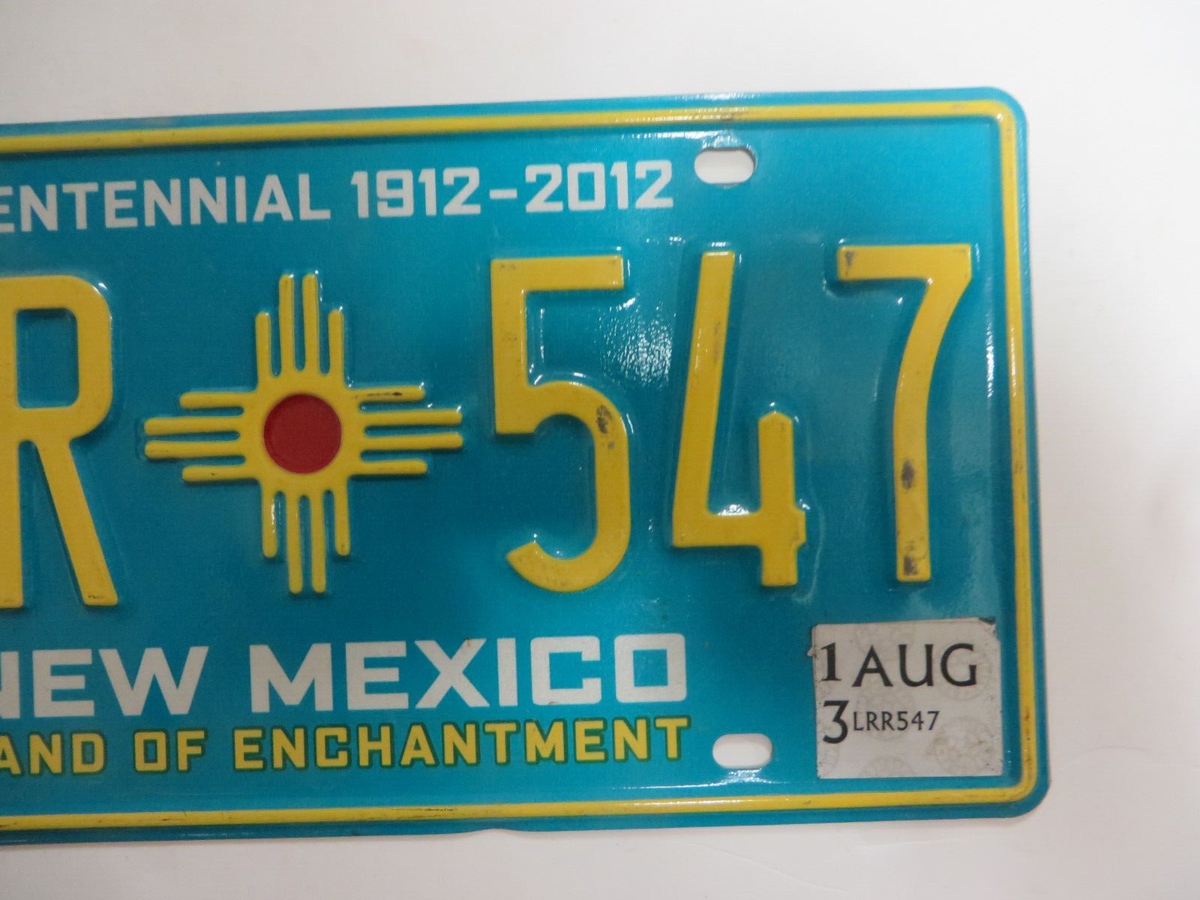 ENTENNIAL 1912-2012
R 547
NEW MEXICO
AND OF ENCHANTMENT
1 AUG
3 LRR547